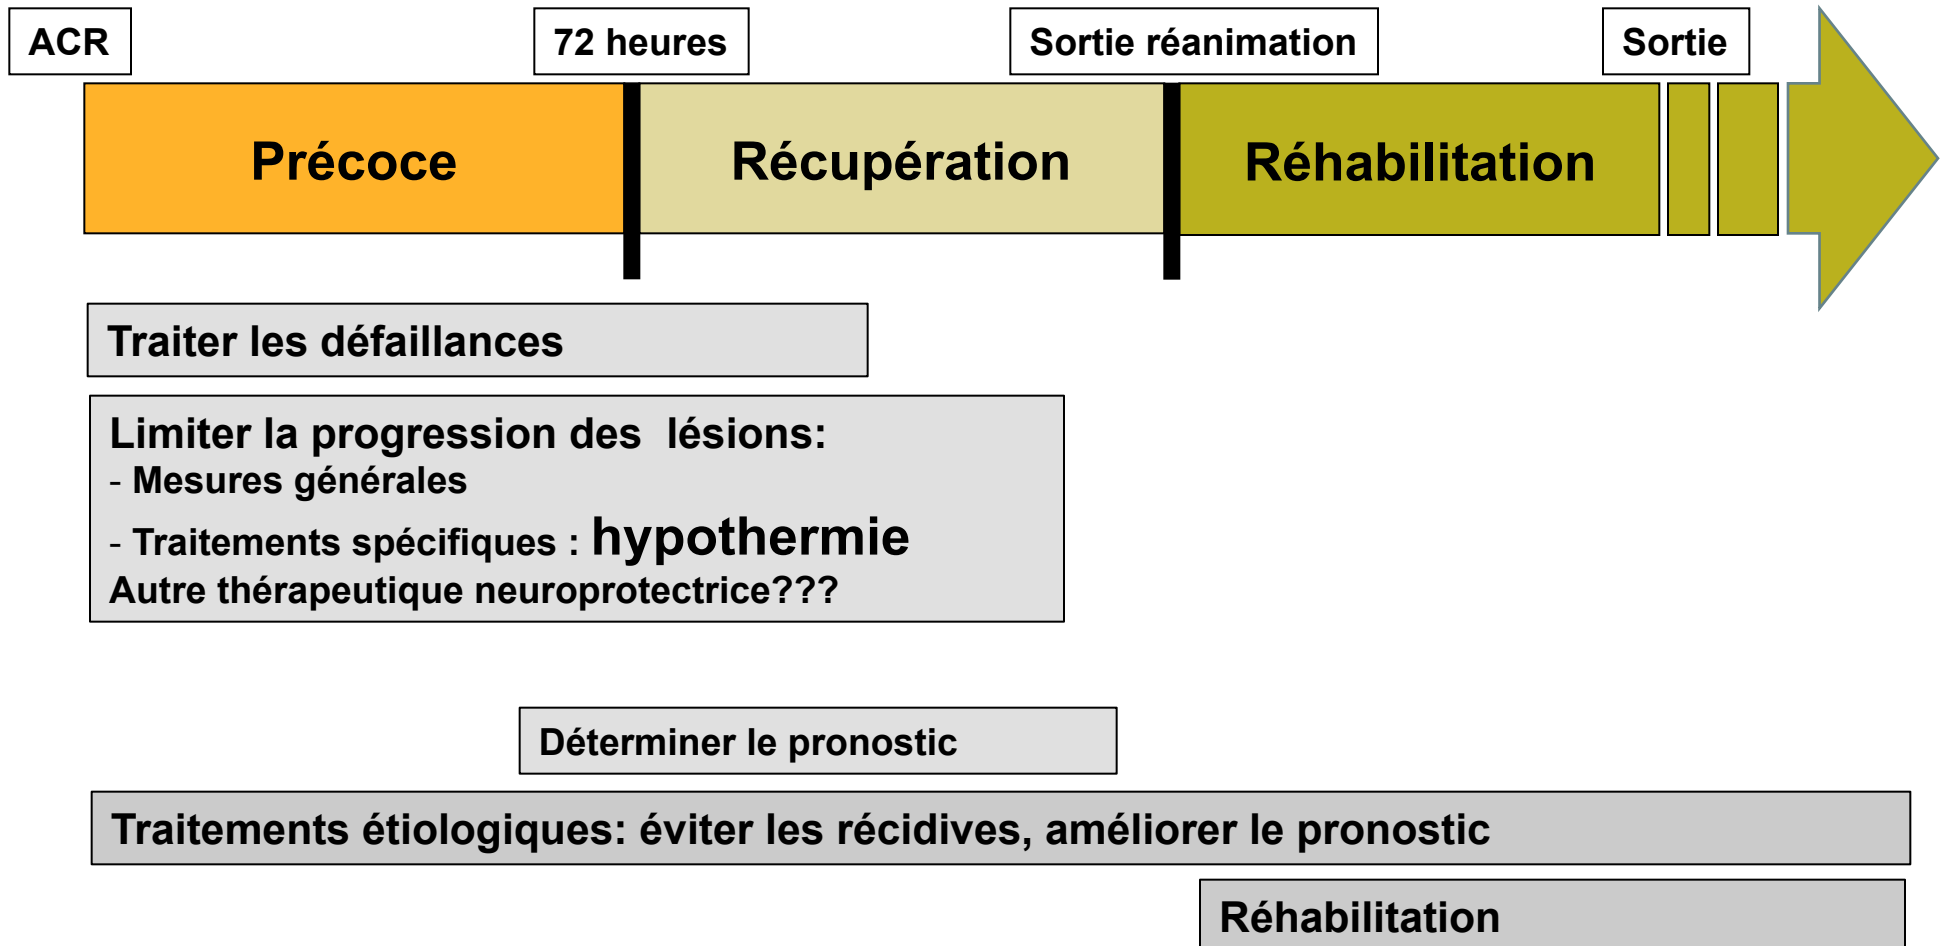 ACR
72 heures
Sortie réanimation
Sortie
Précoce
Récupération
Réhabilitation
Traiter les défaillances
Limiter la progression des  lésions:
- Mesures générales
- Traitements spécifiques : hypothermie
Autre thérapeutique neuroprotectrice???
Déterminer le pronostic
Traitements étiologiques: éviter les récidives, améliorer le pronostic
Réhabilitation